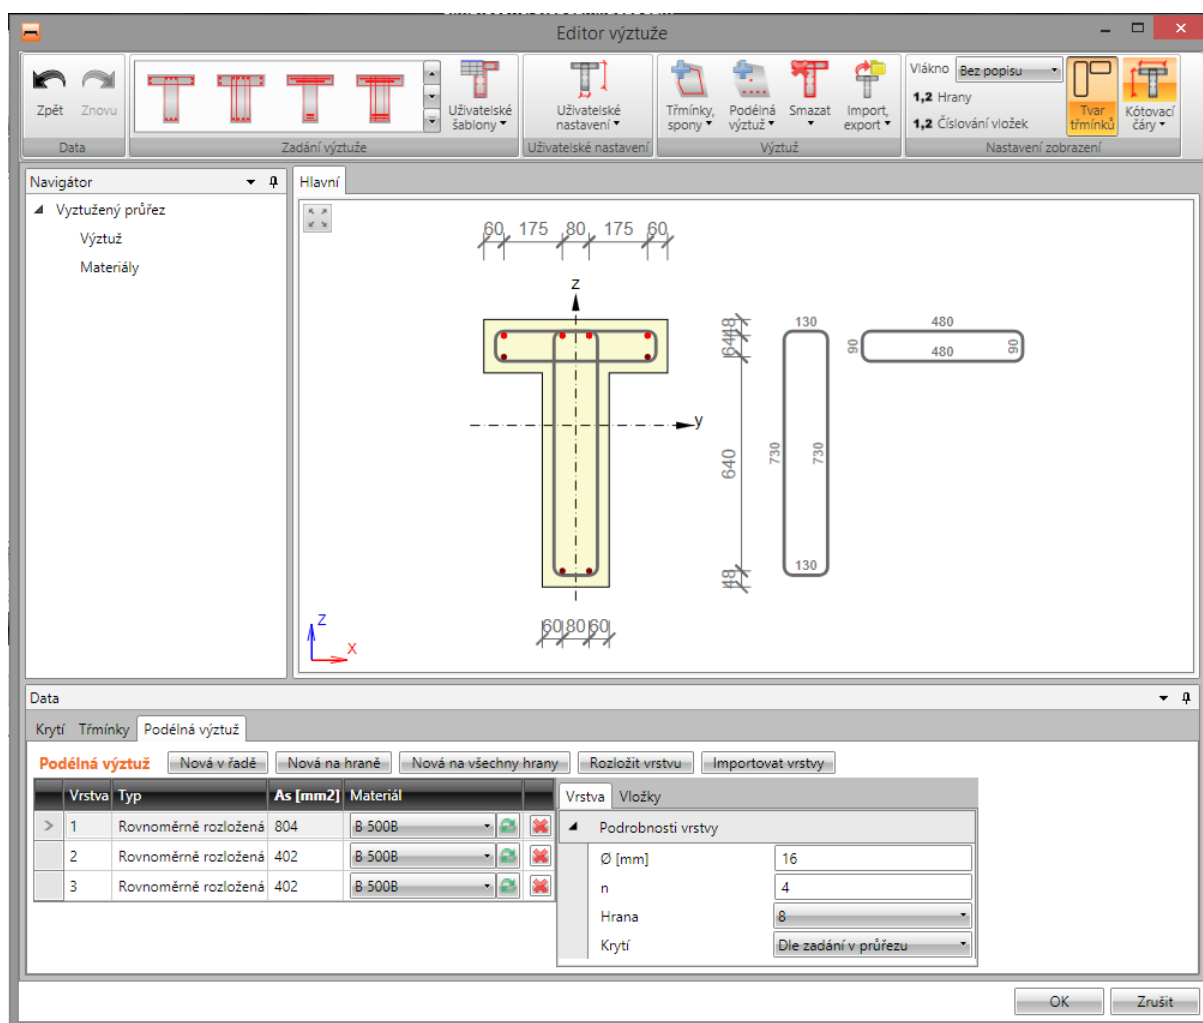 Editor výztuže
Zpět
Znovu
Data
Zadání výztuže
Uživatelské
šablony
Uživatelské
nastavení
Uživatelské nastavení
Třmínky,
spony
Podélná
výztuž
Smazat
Import,
export
Výztuž
Vlákno Bez popisu
1,2 Hrany
1,2 Číslování vložek
Tvar
třmínků
Kótovací
čáry
Nastavení zobrazení
Navigátor
Vyztužený průřez
Výztuž
Materiály
Hlavní
60 175 80 175 60
z
y
48
64
640
48
130
730 730
130
480
90 90
480
60 80 60
Z
X
Data
Krytí Třmínky Podélná výztuž
Podélná výztuž Nová v řadě Nová na hraně Nová na všechny hrany Rozložit vrstvu Importovat vrstvy
Vrstva Typ As [mm2] Materiál
> 1 Rovnoměrně rozložená 804 B 500B
2 Rovnoměrně rozložená 402 B 500B
3 Rovnoměrně rozložená 402 B 500B
Vrstva Vložky
Podrobnosti vrstvy
Ø [mm] 16
n 4
Hrana 8
Krytí Dle zadání v průřezu
OK Zrušit